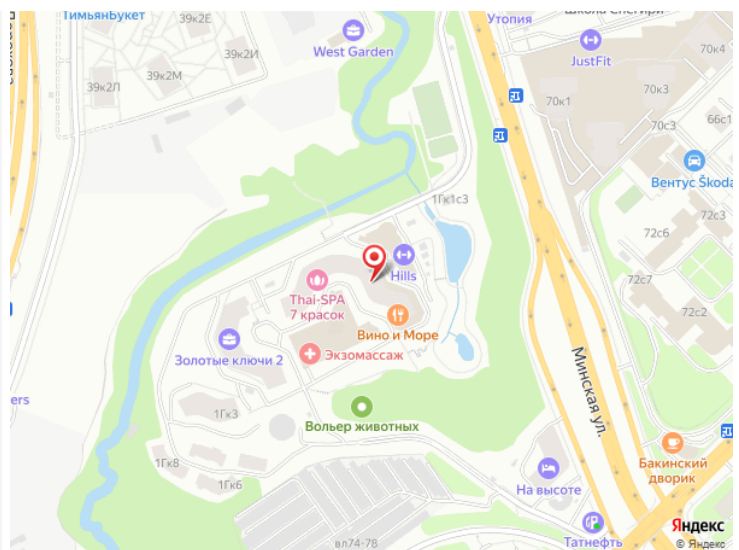 39к2Е
ТимьянБукет
Утопия
Школа Снегири
West Garden
39к2И
39к2М
39к2Л
JustFit
70к4
70к3
70к1
70с3
66с1
Вентус Škoda
1Гк1с3
72с3
72с6
72с7
72с2
Hills
Thai-SPA
7 красок
Вино и Море
Экзомассаж
Золотые ключи 2
Минская ул.
ers
1Гк3
Вольер животных
1Гк8
1Гк6
На высоте
Бакинский
дворик
вл74-78
Татнефть
Яндекс
© Яндекс